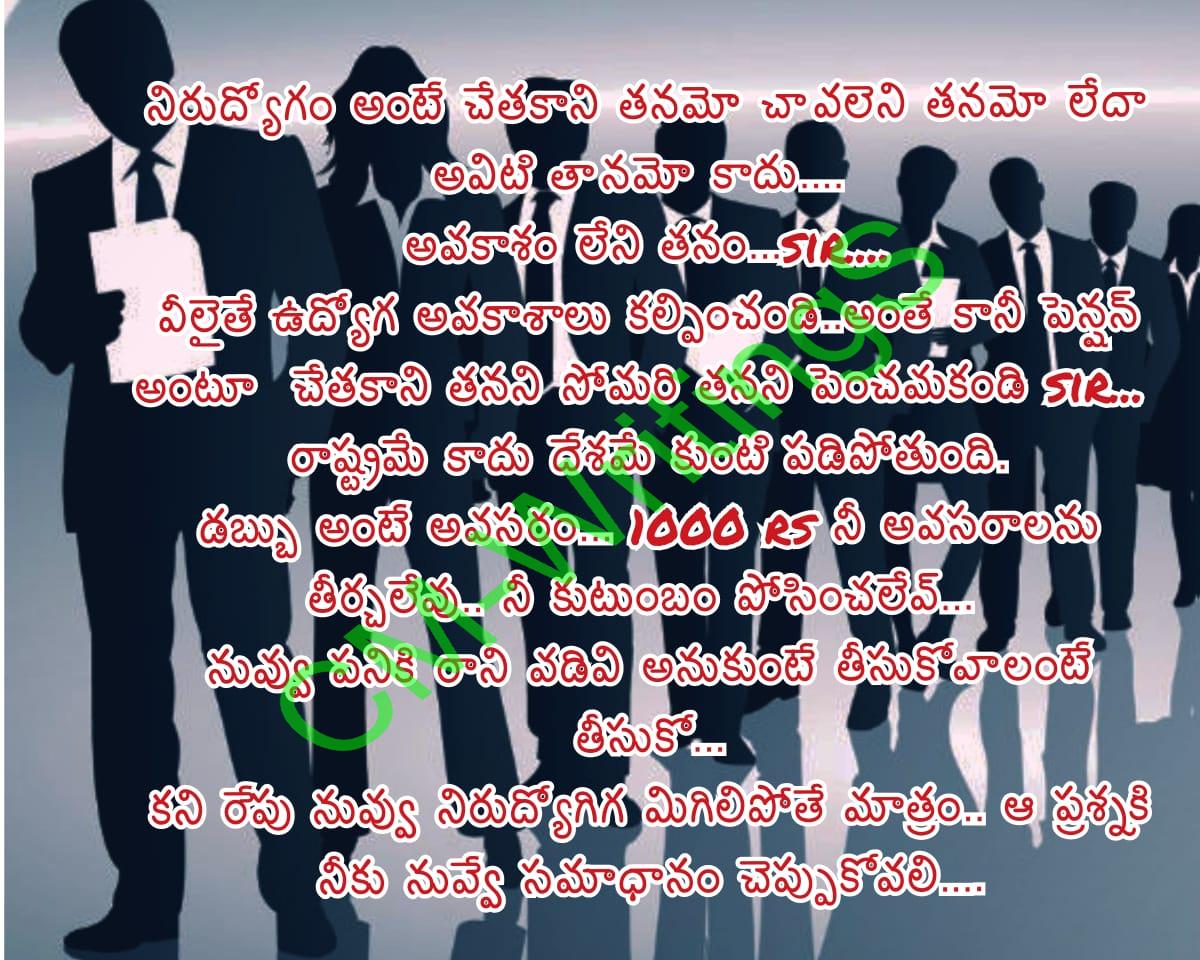 నిరుద్యోగం అంటే చేతకాని తనమో చావలెని తనమో లేదా
అవిటి తానమో కాదు....
అవకాశం లేని తనం...SIR....
వీలైతే ఉద్యోగ అవకాశాలు కల్పించండి..అంతే కానీ పెన్షన్
అంటూ చేతకాని తనని సోమరి తనని పెంచమకండి SIR...
రాష్ట్రమే కాదు దేశమే కుంటి పడిపోతుంది.
డబ్బు అంటే అవసరం... 1000 RS నీ అవసరాలను
తీర్చలేవు.. నీ కుటుంబం పోసించలేవ్...
నువ్వు పనికి రాని వడివి అనుకుంటే తీసుకోవాలంటే
తీసుకో...
కని రేపు నువ్వు నిరుద్యోగిగ మిగిలిపోతే మాత్రం.. ఆ ప్రశ్నకి
నీకు నువ్వే సమాధానం చెప్పుకోవలి....
CM-WritingS